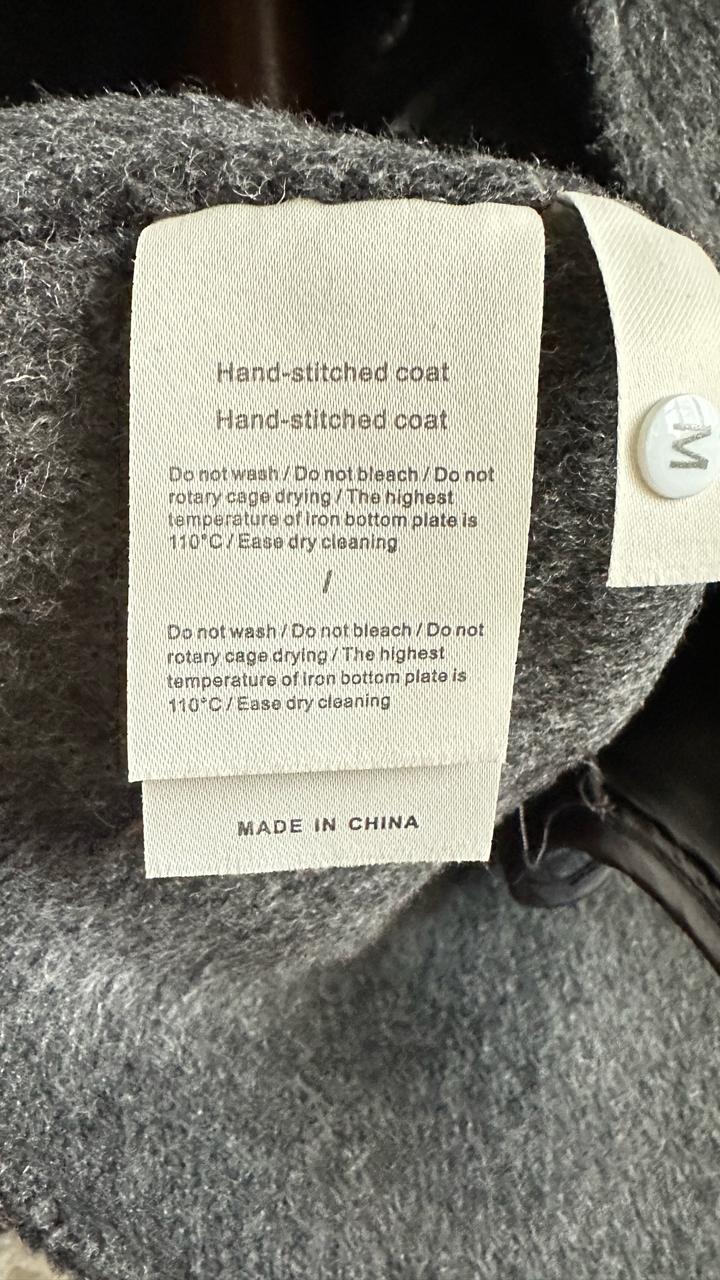 Hand-stitched coat
Hand-stitched coat
Do not wash / Do not bleach / Do not
rotary cage drying / The highest
temperature of iron bottom plate is
110°C / Ease dry cleaning
/
Do not wash / Do not bleach / Do not
rotary cage drying / The highest
temperature of iron bottom plate is
110°C / Ease dry cleaning
MADE IN CHINA
M